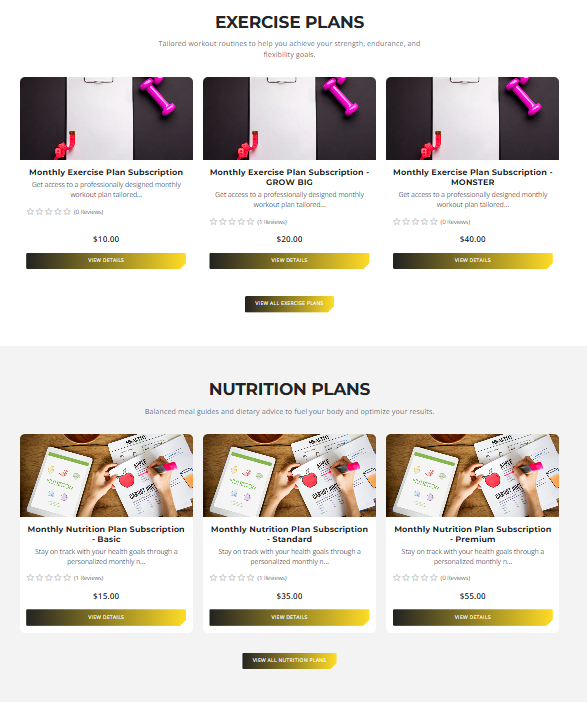 EXERCISE PLANS
Tailored workout routines to help you achieve your strength, endurance, and
flexibility goals.
Monthly Exercise Plan Subscription
Get access to a professionally designed monthly
workout plan tailored...
(0 Reviews)
$10.00
VIEW DETAILS
Monthly Exercise Plan Subscription -
GROW BIG
Get access to a professionally designed monthly
workout plan tailored...
(1 Reviews)
$20.00
VIEW DETAILS
Monthly Exercise Plan Subscription -
MONSTER
Get access to a professionally designed monthly
workout plan tailored...
(0 Reviews)
$40.00
VIEW DETAILS
VIEW ALL EXERCISE PLANS
NUTRITION PLANS
Balanced meal guides and dietary advice to fuel your body and optimize your results.
Monthly Nutrition Plan Subscription
- Basic
Stay on track with your health goals through a
personalized monthly n...
(1 Reviews)
$15.00
VIEW DETAILS
Monthly Nutrition Plan Subscription
- Standard
Stay on track with your health goals through a
personalized monthly n...
(1 Reviews)
$35.00
VIEW DETAILS
Monthly Nutrition Plan Subscription
- Premium
Stay on track with your health goals through a
personalized monthly n...
(0 Reviews)
$55.00
VIEW DETAILS
VIEW ALL NUTRITION PLANS